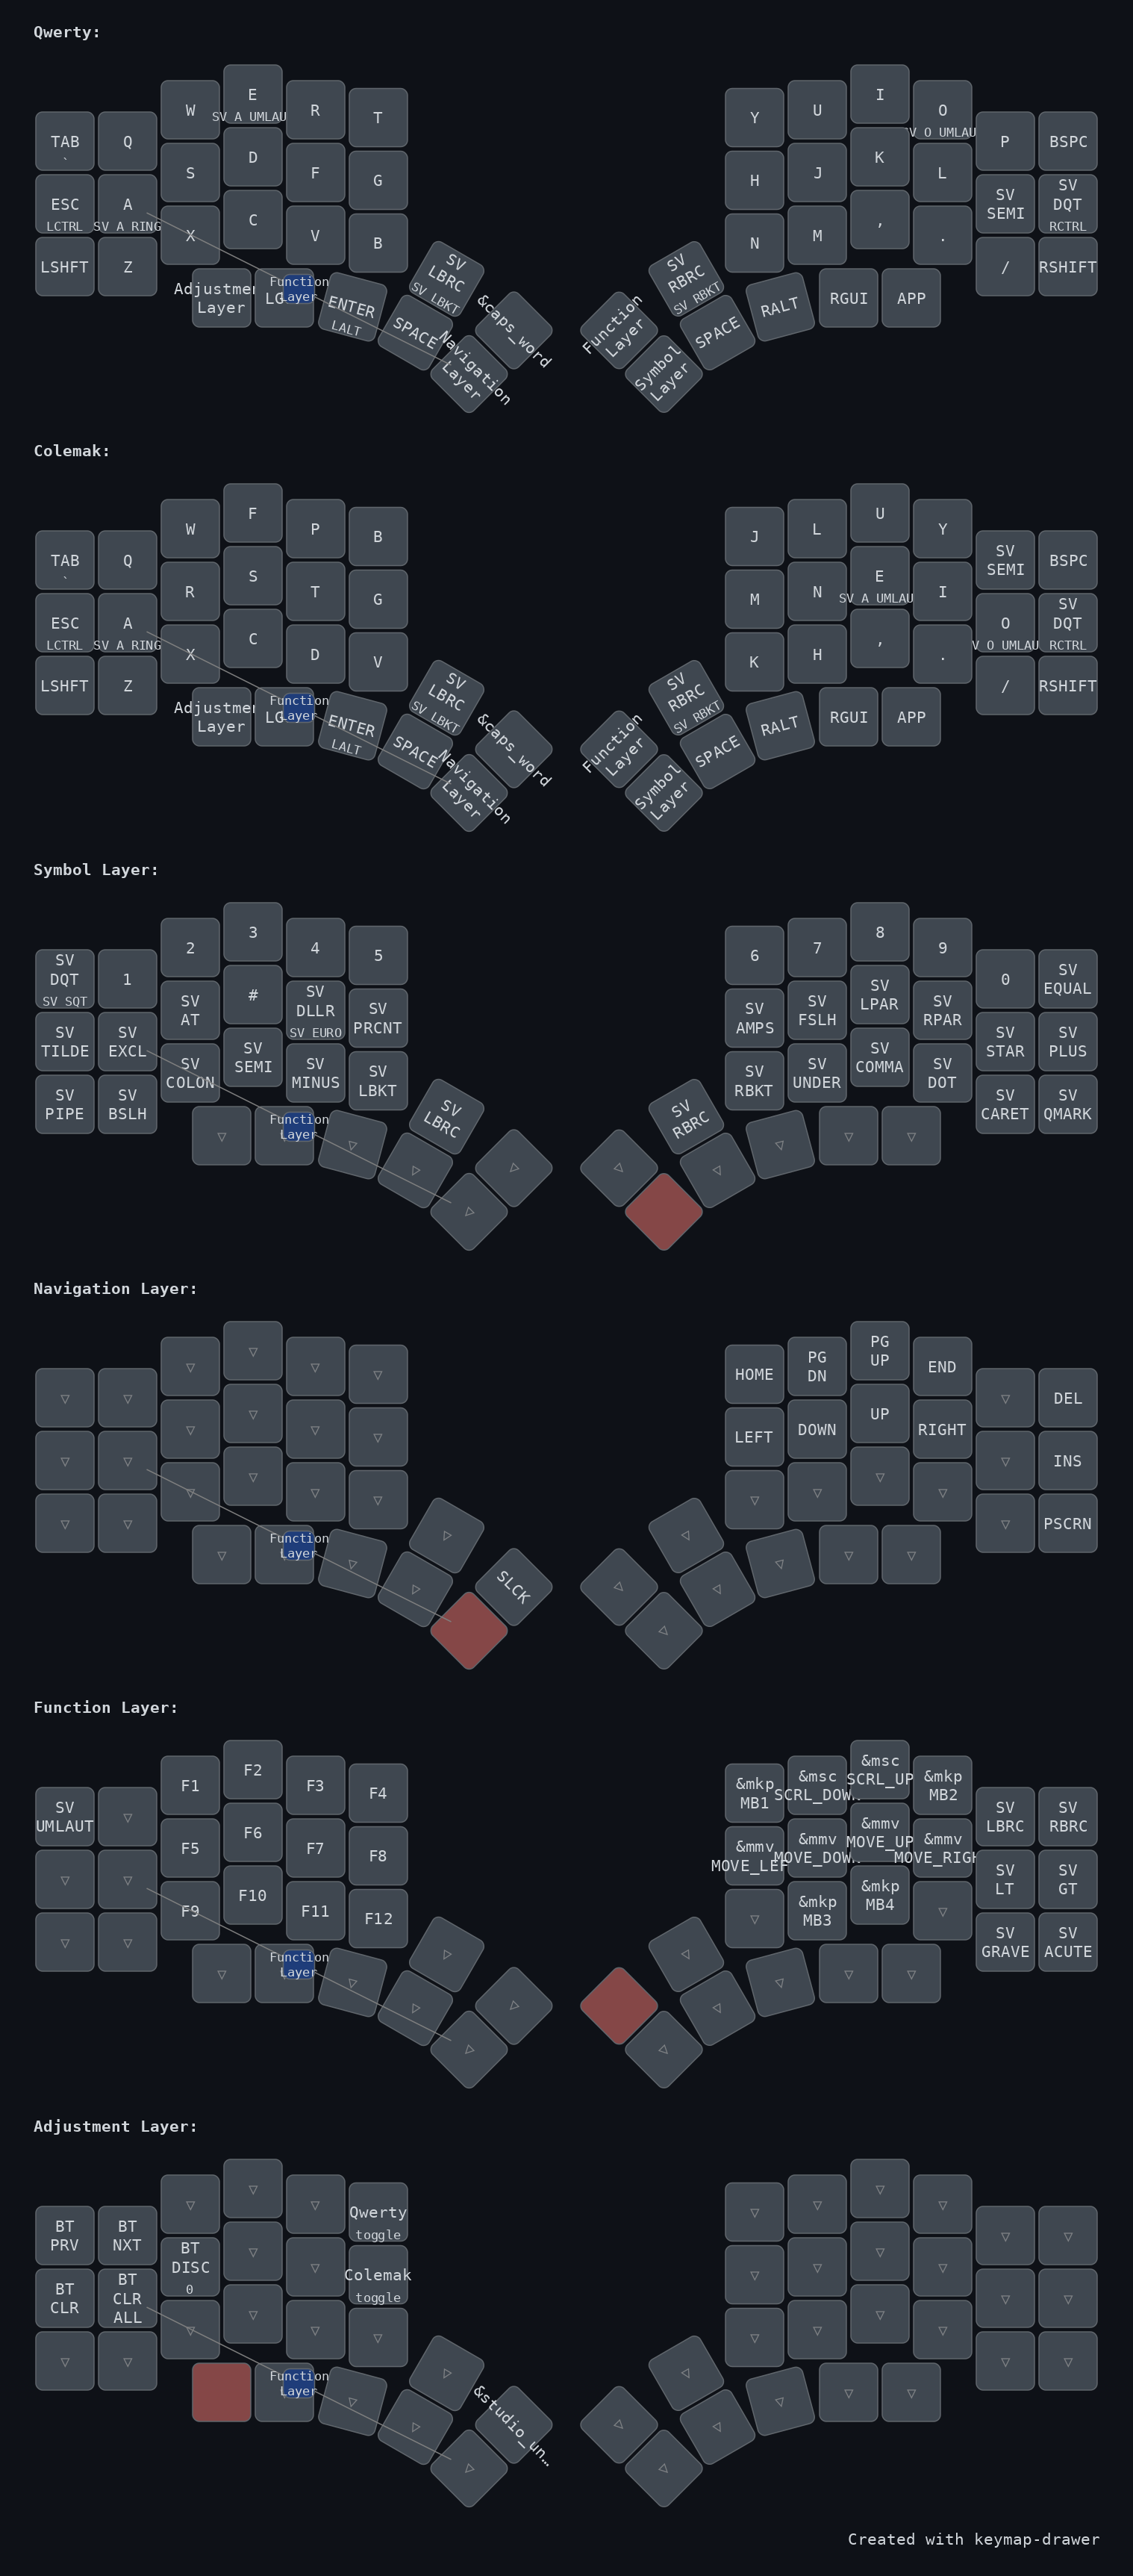 Qwerty:
TAB
`
Q
W
E
SV A UMLAU
R
T
Y
U
I
O
V O UMLAU
P
BSPC
ESC
LCTRL
A
SV A RING
S
D
F
G
H
J
K
L
SV
SEMI
SV
DQT
RCTRL
LSHFT
Z
X
C
V
B
N
M
,
.
/
RSHIFT
Adjustmen
Layer
LG
Function
Layer
ENTER
LALT
SPACE
SV
LBRC
SV LBKT
Navigation
Layer
&caps_word
Function
Layer
Symbol
Layer
SV
RBRC
SV RBKT
SPACE
RALT
RGUI
APP
Colemak:
TAB
`
Q
W
F
P
B
J
L
U
Y
SV
SEMI
BSPC
ESC
LCTRL
A
SV A RING
R
S
T
G
M
N
E
SV A UMLAU
I
O
V O UMLAU
SV
DQT
RCTRL
LSHFT
Z
X
C
D
V
K
H
,
.
/
RSHIFT
Adjustmen
Layer
LG
Function
Layer
ENTER
LALT
SPACE
SV
LBRC
SV LBKT
Navigation
Layer
&caps_word
Function
Layer
Symbol
Layer
SV
RBRC
SV RBKT
SPACE
RALT
RGUI
APP
Symbol Layer:
SV
DQT
SV SQT
1
2
3
4
5
6
7
8
9
0
SV
EQUAL
SV
TILDE
SV
EXCL
SV
AT
#
SV
DLLR
SV EURO
SV
PRCNT
SV
AMPS
SV
FSLH
SV
LPAR
SV
RPAR
SV
STAR
SV
PLUS
SV
PIPE
SV
BSLH
SV
COLON
SV
SEMI
SV
MINUS
SV
LBKT
SV
RBKT
SV
UNDER
SV
COMMA
SV
DOT
SV
CARET
SV
QMARK
Function
Layer
SV
LBRC
SV
RBRC
Navigation Layer:
HOME
PG
DN
PG
UP
END
DEL
LEFT
DOWN
UP
RIGHT
INS
PSCRN
Function
Layer
SLCK
Function Layer:
SV
UMLAUT
F1
F2
F3
F4
&mkp
MB1
&msc
SCRL_DOW
&msc
SCRL_UP
&mkp
MB2
SV
LBRC
SV
RBRC
F5
F6
F7
F8
&mmv
MOVE_LEF
&mmv
MOVE_DOW
&mmv
MOVE_UP
&mmv
MOVE_RIGH
SV
LT
SV
GT
F9
F10
F11
F12
&mkp
MB3
&mkp
MB4
SV
GRAVE
SV
ACUTE
Function
Layer
Adjustment Layer:
BT
PRV
BT
NXT
Qwerty
toggle
BT
CLR
BT
CLR
ALL
BT
DISC
0
Colemak
toggle
Function
Layer
&studio_un…
Created with keymap-drawer